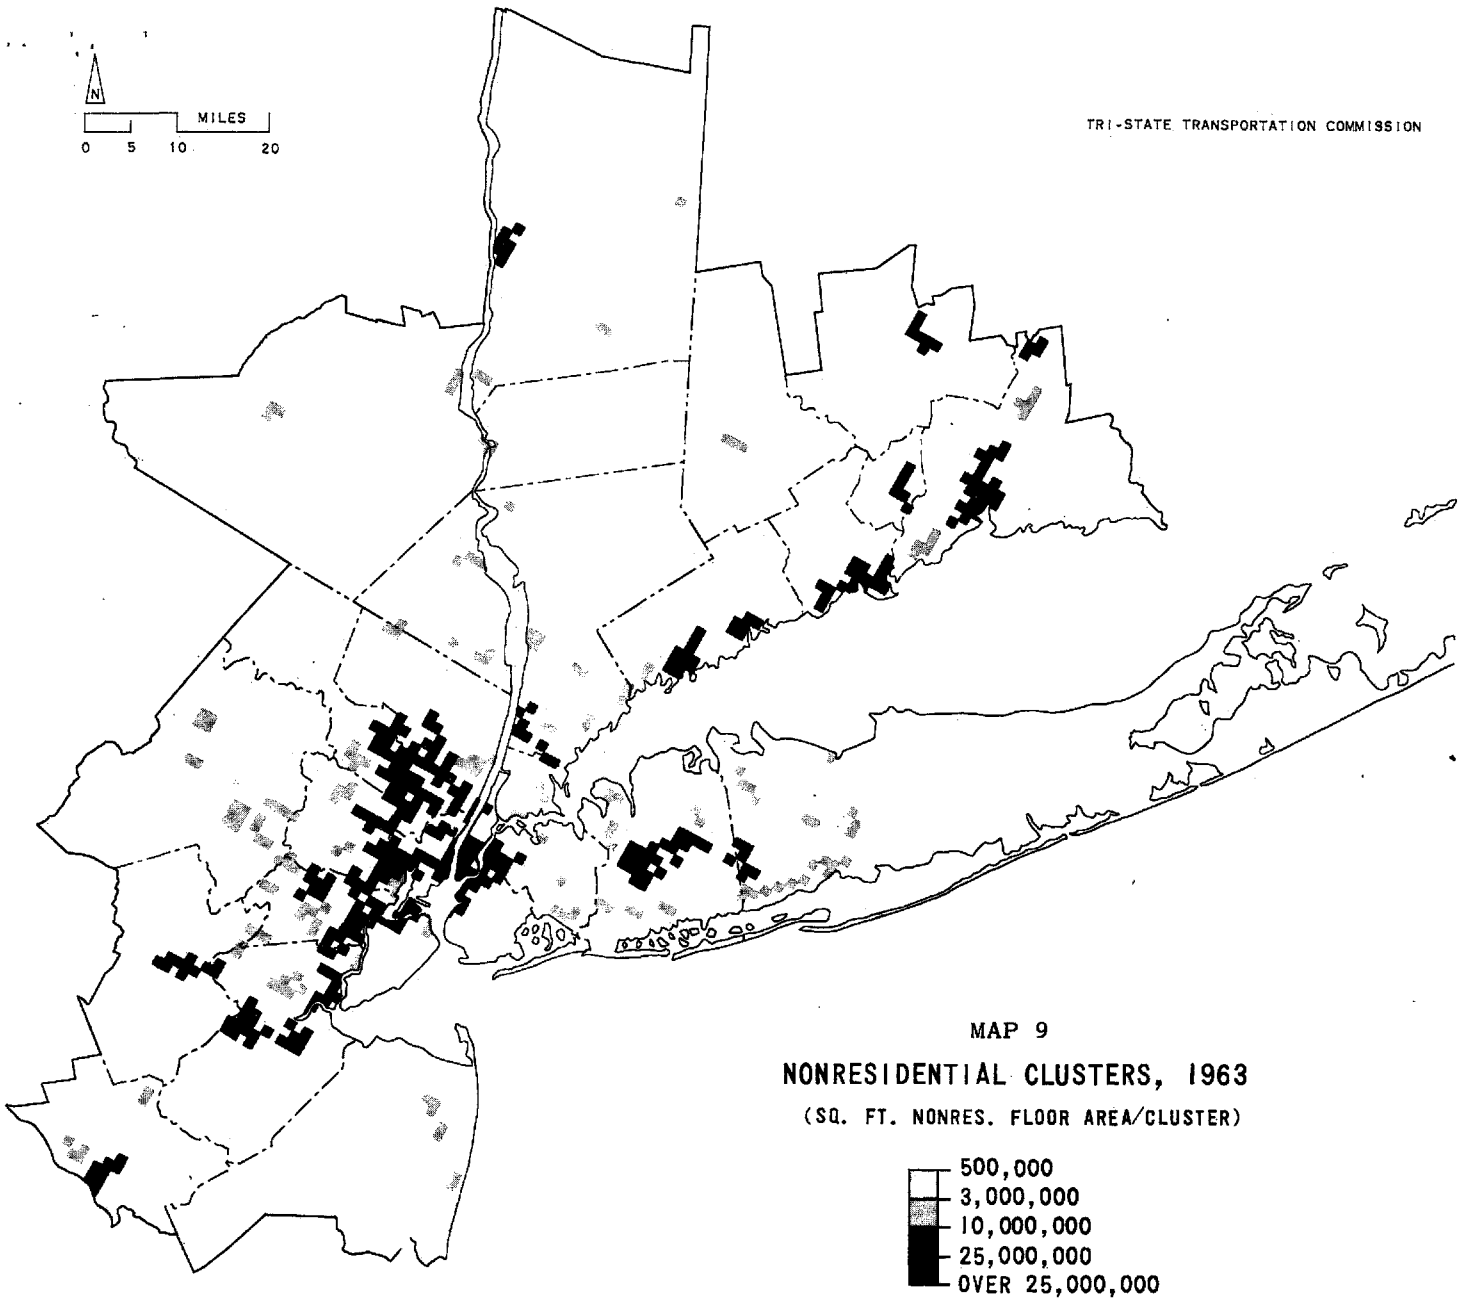 N
MILES
0 5 10 20
TRI-STATE TRANSPORTATION COMMISSION
MAP 9
NONRESIDENTIAL CLUSTERS, 1963
(SQ. FT. NONRES. FLOOR AREA/CLUSTER)
500,000
3,000,000
10,000,000
25,000,000
OVER 25,000,000